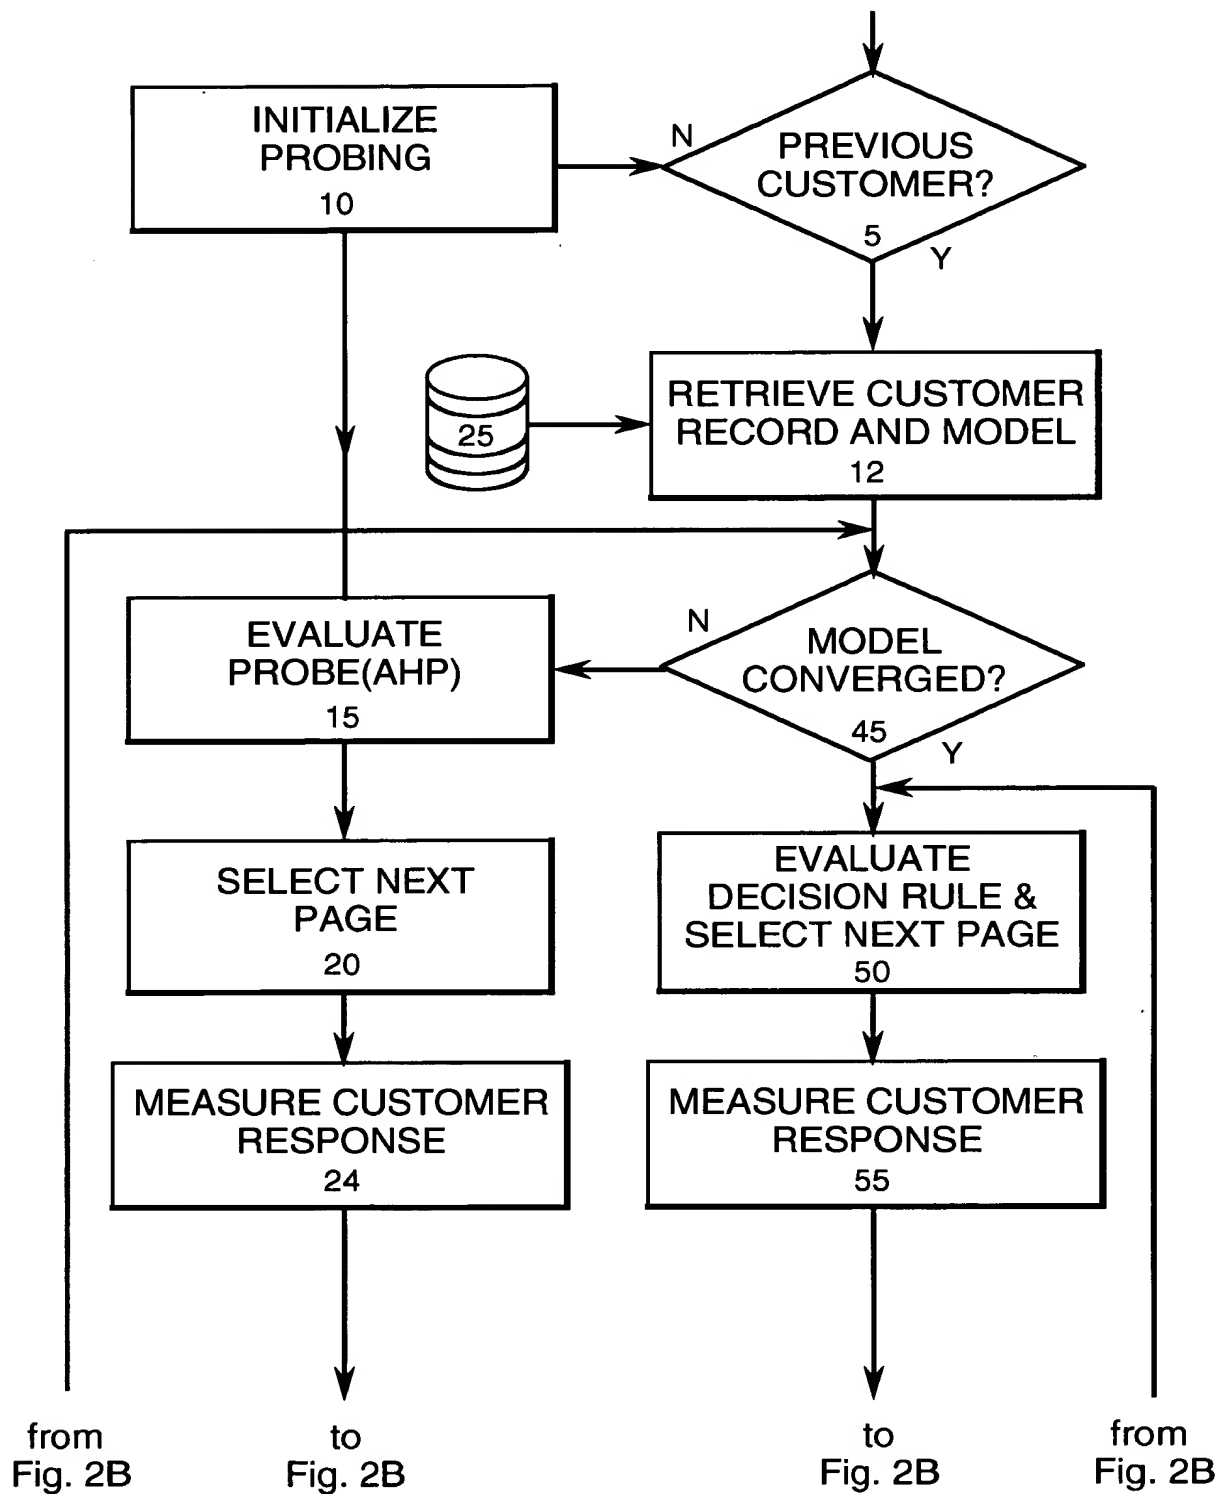 INITIALIZE
PROBING
10
N
PREVIOUS
CUSTOMER?
5
Y
25
RETRIEVE CUSTOMER
RECORD AND MODEL
12
EVALUATE
PROBE(AHP)
15
N
MODEL
CONVERGED?
45
Y
SELECT NEXT
PAGE
20
EVALUATE
DECISION RULE &
SELECT NEXT PAGE
50
MEASURE CUSTOMER
RESPONSE
24
MEASURE CUSTOMER
RESPONSE
55
from
Fig. 2B
to
Fig. 2B
to
Fig. 2B
from
Fig. 2B